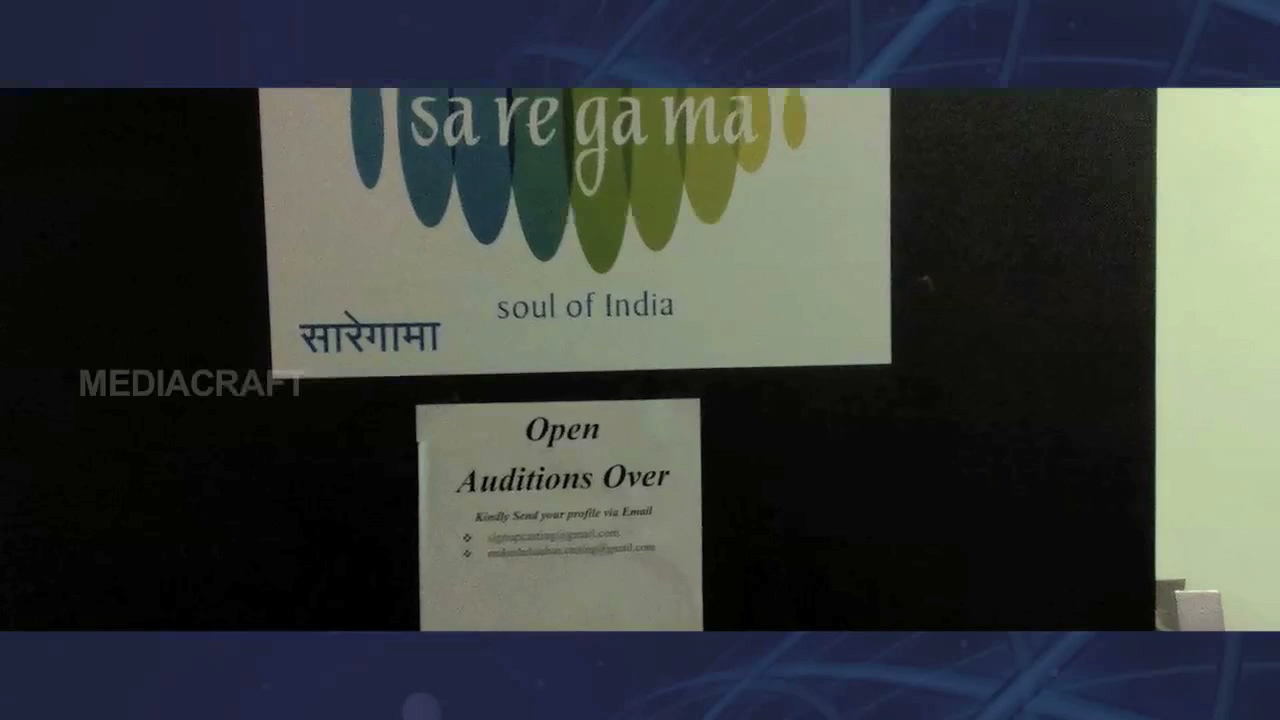 sa re ga ma
soul of India
सारेगामा
MEDIACRAFT
Open
Auditions Over
Kindly Send your profile via Email